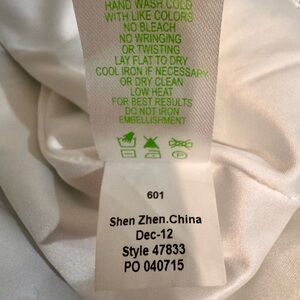 HAND WASH COLD
WITH LIKE COLORS
NO BLEACH
NO WRINGING
OR TWISTING
LAY FLAT TO DRY
COOL IRON IF NECESSARY
OR DRY CLEAN
LOW HEAT
FOR BEST RESULTS
DO NOT IRON
EMBELLISHMENT
601
Shen Zhen.China
Dec-12
Style 47833
PO 040715